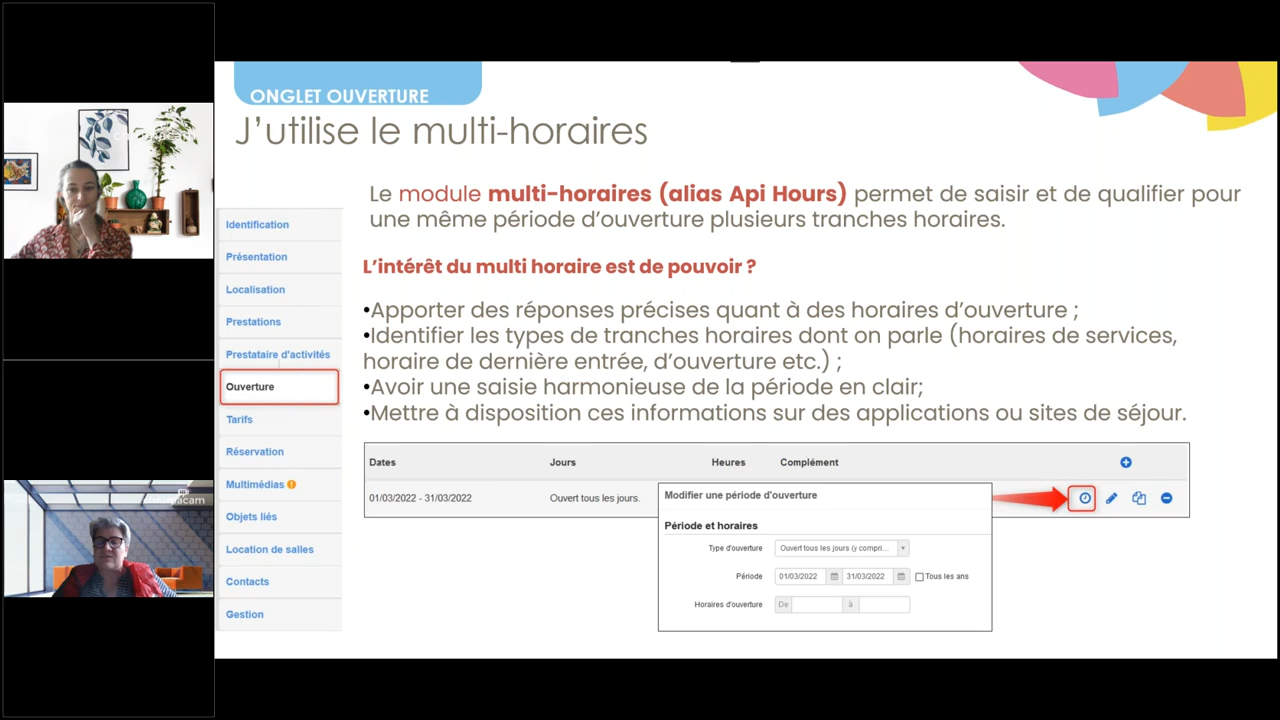 ONGLET OUVERTURE
J'utilise le multi-horaires
Le module multi-horaires (alias Api Hours) permet de saisir et de qualifier pour
une même période d'ouverture plusieurs tranches horaires.
L'intérêt du multi horaire est de pouvoir ?
•Apporter des réponses précises quant à des horaires d'ouverture ;
•Identifier les types de tranches horaires dont on parle (horaires de services,
horaire de dernière entrée, d'ouverture etc.) ;
•Avoir une saisie harmonieuse de la période en clair;
•Mettre à disposition ces informations sur des applications ou sites de séjour.
Identification
Présentation
Localisation
Prestations
Prestataire d'activités
Ouverture
Tarifs
Réservation
Multimédias
Objets liés
Location de salles
Contacts
Gestion
Dates Jours Heures Complément
01/03/2022 - 31/03/2022 Ouvert tous les jours.
Modifier une période d'ouverture
Période et horaires
Type d'ouverture Ouvert tous les jours (y compri...
Période 01/03/2022 31/03/2022 Tous les ans
Horaires d'ouverture De à